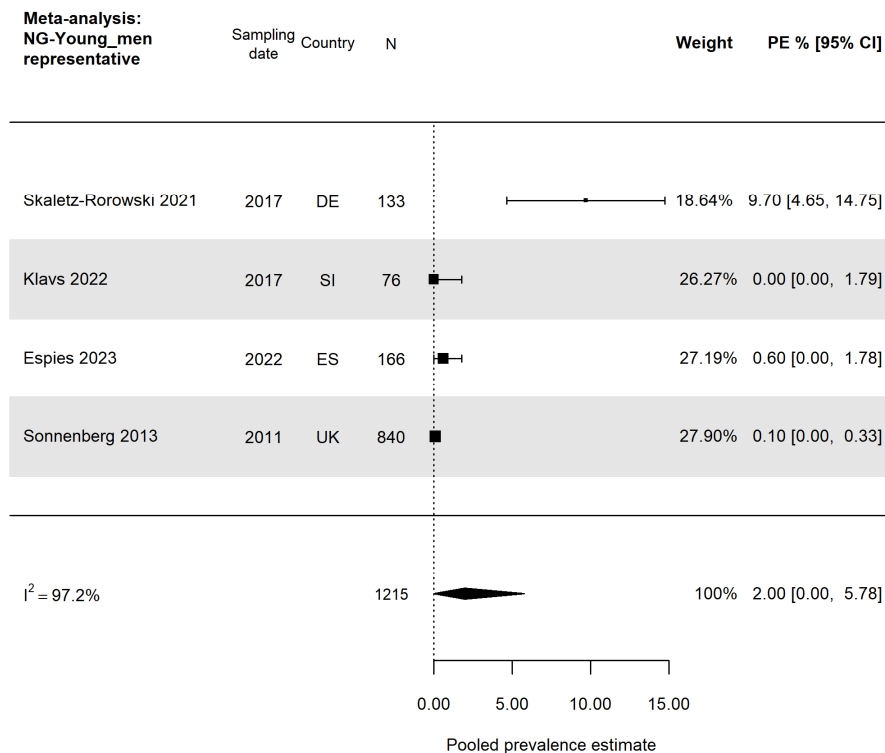 Meta-analysis:
NG-Young_men
representative
Sampling
date
Country
N
Weight
PE % [95% CI]
Skaletz-Rorowski 2021 2017 DE 133 18.64% 9.70 [4.65, 14.75]
Klavs 2022 2017 SI 76 26.27% 0.00 [0.00, 1.79]
Espies 2023 2022 ES 166 27.19% 0.60 [0.00, 1.78]
Sonnenberg 2013 2011 UK 840 27.90% 0.10 [0.00, 0.33]
I² = 97.2% 1215 100% 2.00 [0.00, 5.78]
0.00 5.00 10.00 15.00
Pooled prevalence estimate